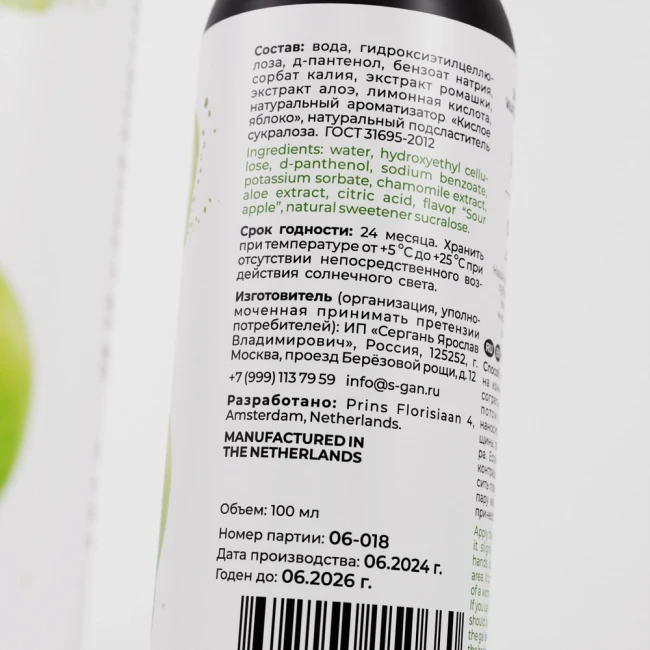 Состав: вода, гидроксиэтилцеллю-
лоза, д-пантенол, бензоат натрия,
сорбат калия, экстракт ромашки,
экстракт алоэ, лимонная кислота,
натуральный ароматизатор «Кислое
яблоко», натуральный подсластитель
сукралоза. ГОСТ 31695-2012
Ingredients: water, hydroxyethyl cellu-
lose, d-panthenol, sodium benzoate,
potassium sorbate, chamomile extract,
aloe extract, citric acid, flavor "Sour
apple", natural sweetener sucralose.
Срок годности: 24 месяца. Хранить
при температуре от +5 °C до +25 °C при
отсутствии непосредственного воз-
действия солнечного света.
Изготовитель (организация, уполно-
моченная принимать претензии
потребителей): ИП «Сергань Ярослав
Владимирович», Россия, 125252, г.
Москва, проезд Берёзовой рощи, д. 12
+7 (999) 113 79 59 info@s-gan.ru
Разработано: Prins Florisiaan 4,
Amsterdam, Netherlands.
MANUFACTURED IN
THE NETHERLANDS
Объем: 100 мл
Номер партии: 06-018
Дата производства: 06.2024 г.
Годен до: 06.2026 г.